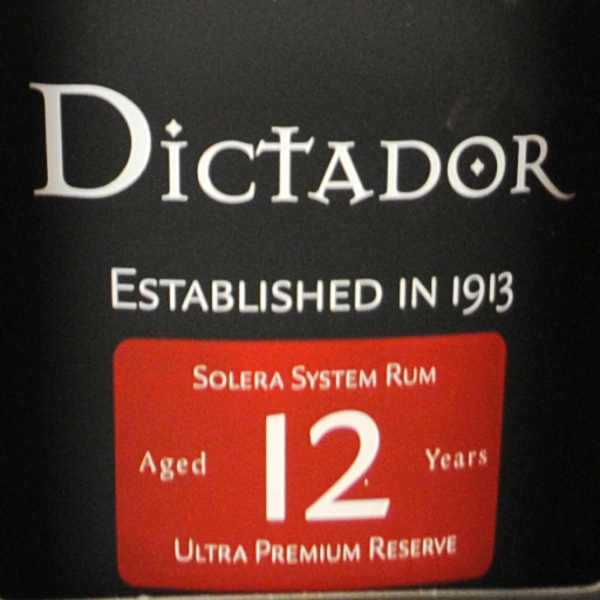 DICTADOR
ESTABLISHED IN 1913
SOLERA SYSTEM RUM
Aged 12 Years
ULTRA PREMIUM RESERVE